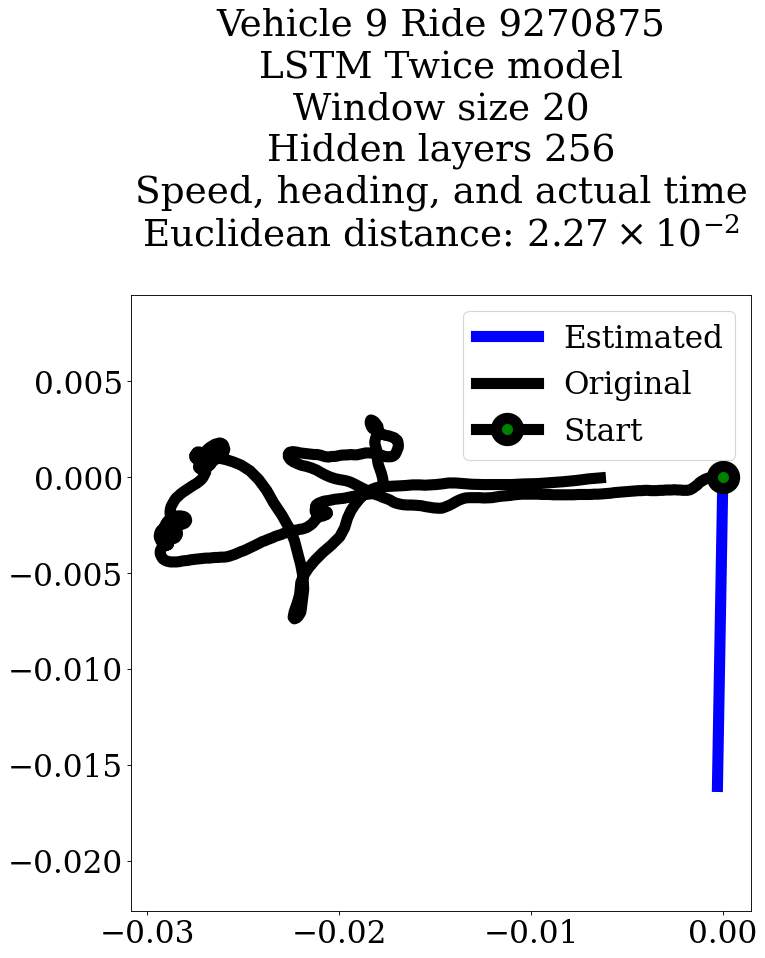 Vehicle 9 Ride 9270875
LSTM Twice model
Window size 20
Hidden layers 256
Speed, heading, and actual time
Euclidean distance: 2.27 × 10⁻²
Estimated
Original
Start
0.005
0.000
−0.005
−0.010
−0.015
−0.020
−0.03 −0.02 −0.01 0.00